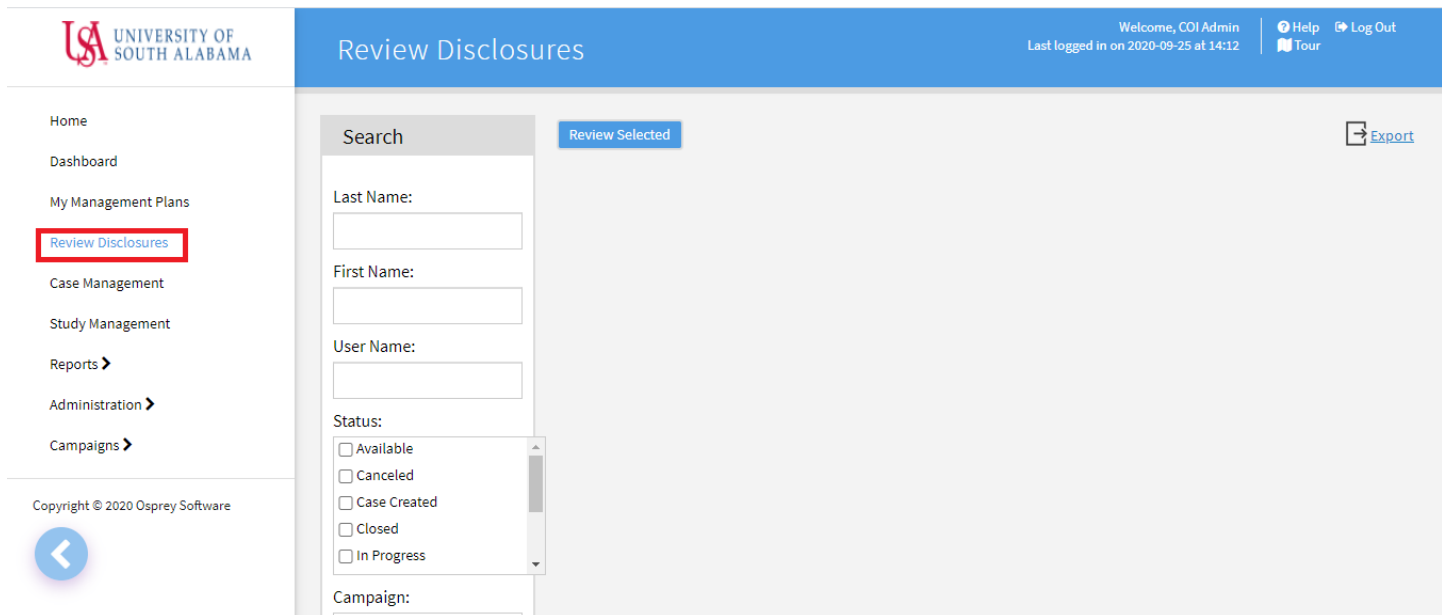 USA UNIVERSITY OF
SOUTH ALABAMA
Review Disclosures
Welcome, COI Admin
Last logged in on 2020-09-25 at 14:12
Help
Log Out
Tour
Home
Dashboard
My Management Plans
Review Disclosures
Case Management
Study Management
Reports
Administration
Campaigns
Copyright © 2020 Osprey Software
Search
Last Name:
First Name:
User Name:
Status:
Available
Canceled
Case Created
Closed
In Progress
Campaign:
Review Selected
Export